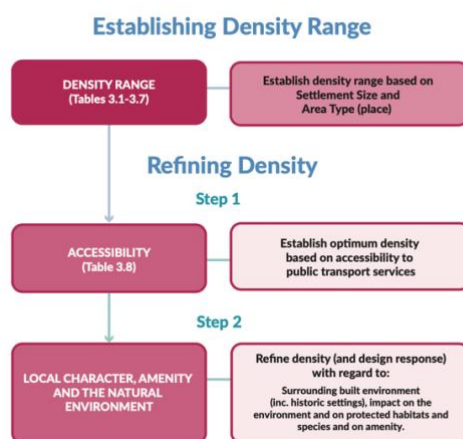 Establishing Density Range
DENSITY RANGE
(Tables 3.1-3.7)
Establish density range based on
Settlement Size and
Area Type (place)
Refining Density
Step 1
ACCESSIBILITY
(Table 3.8)
Establish optimum density
based on accessibility to
public transport services
Step 2
LOCAL CHARACTER, AMENITY
AND THE NATURAL
ENVIRONMENT
Refine density (and design response)
with regard to:
Surrounding built environment
(inc. historic settings), impact on the
environment and on protected habitats and
species and on amenity.